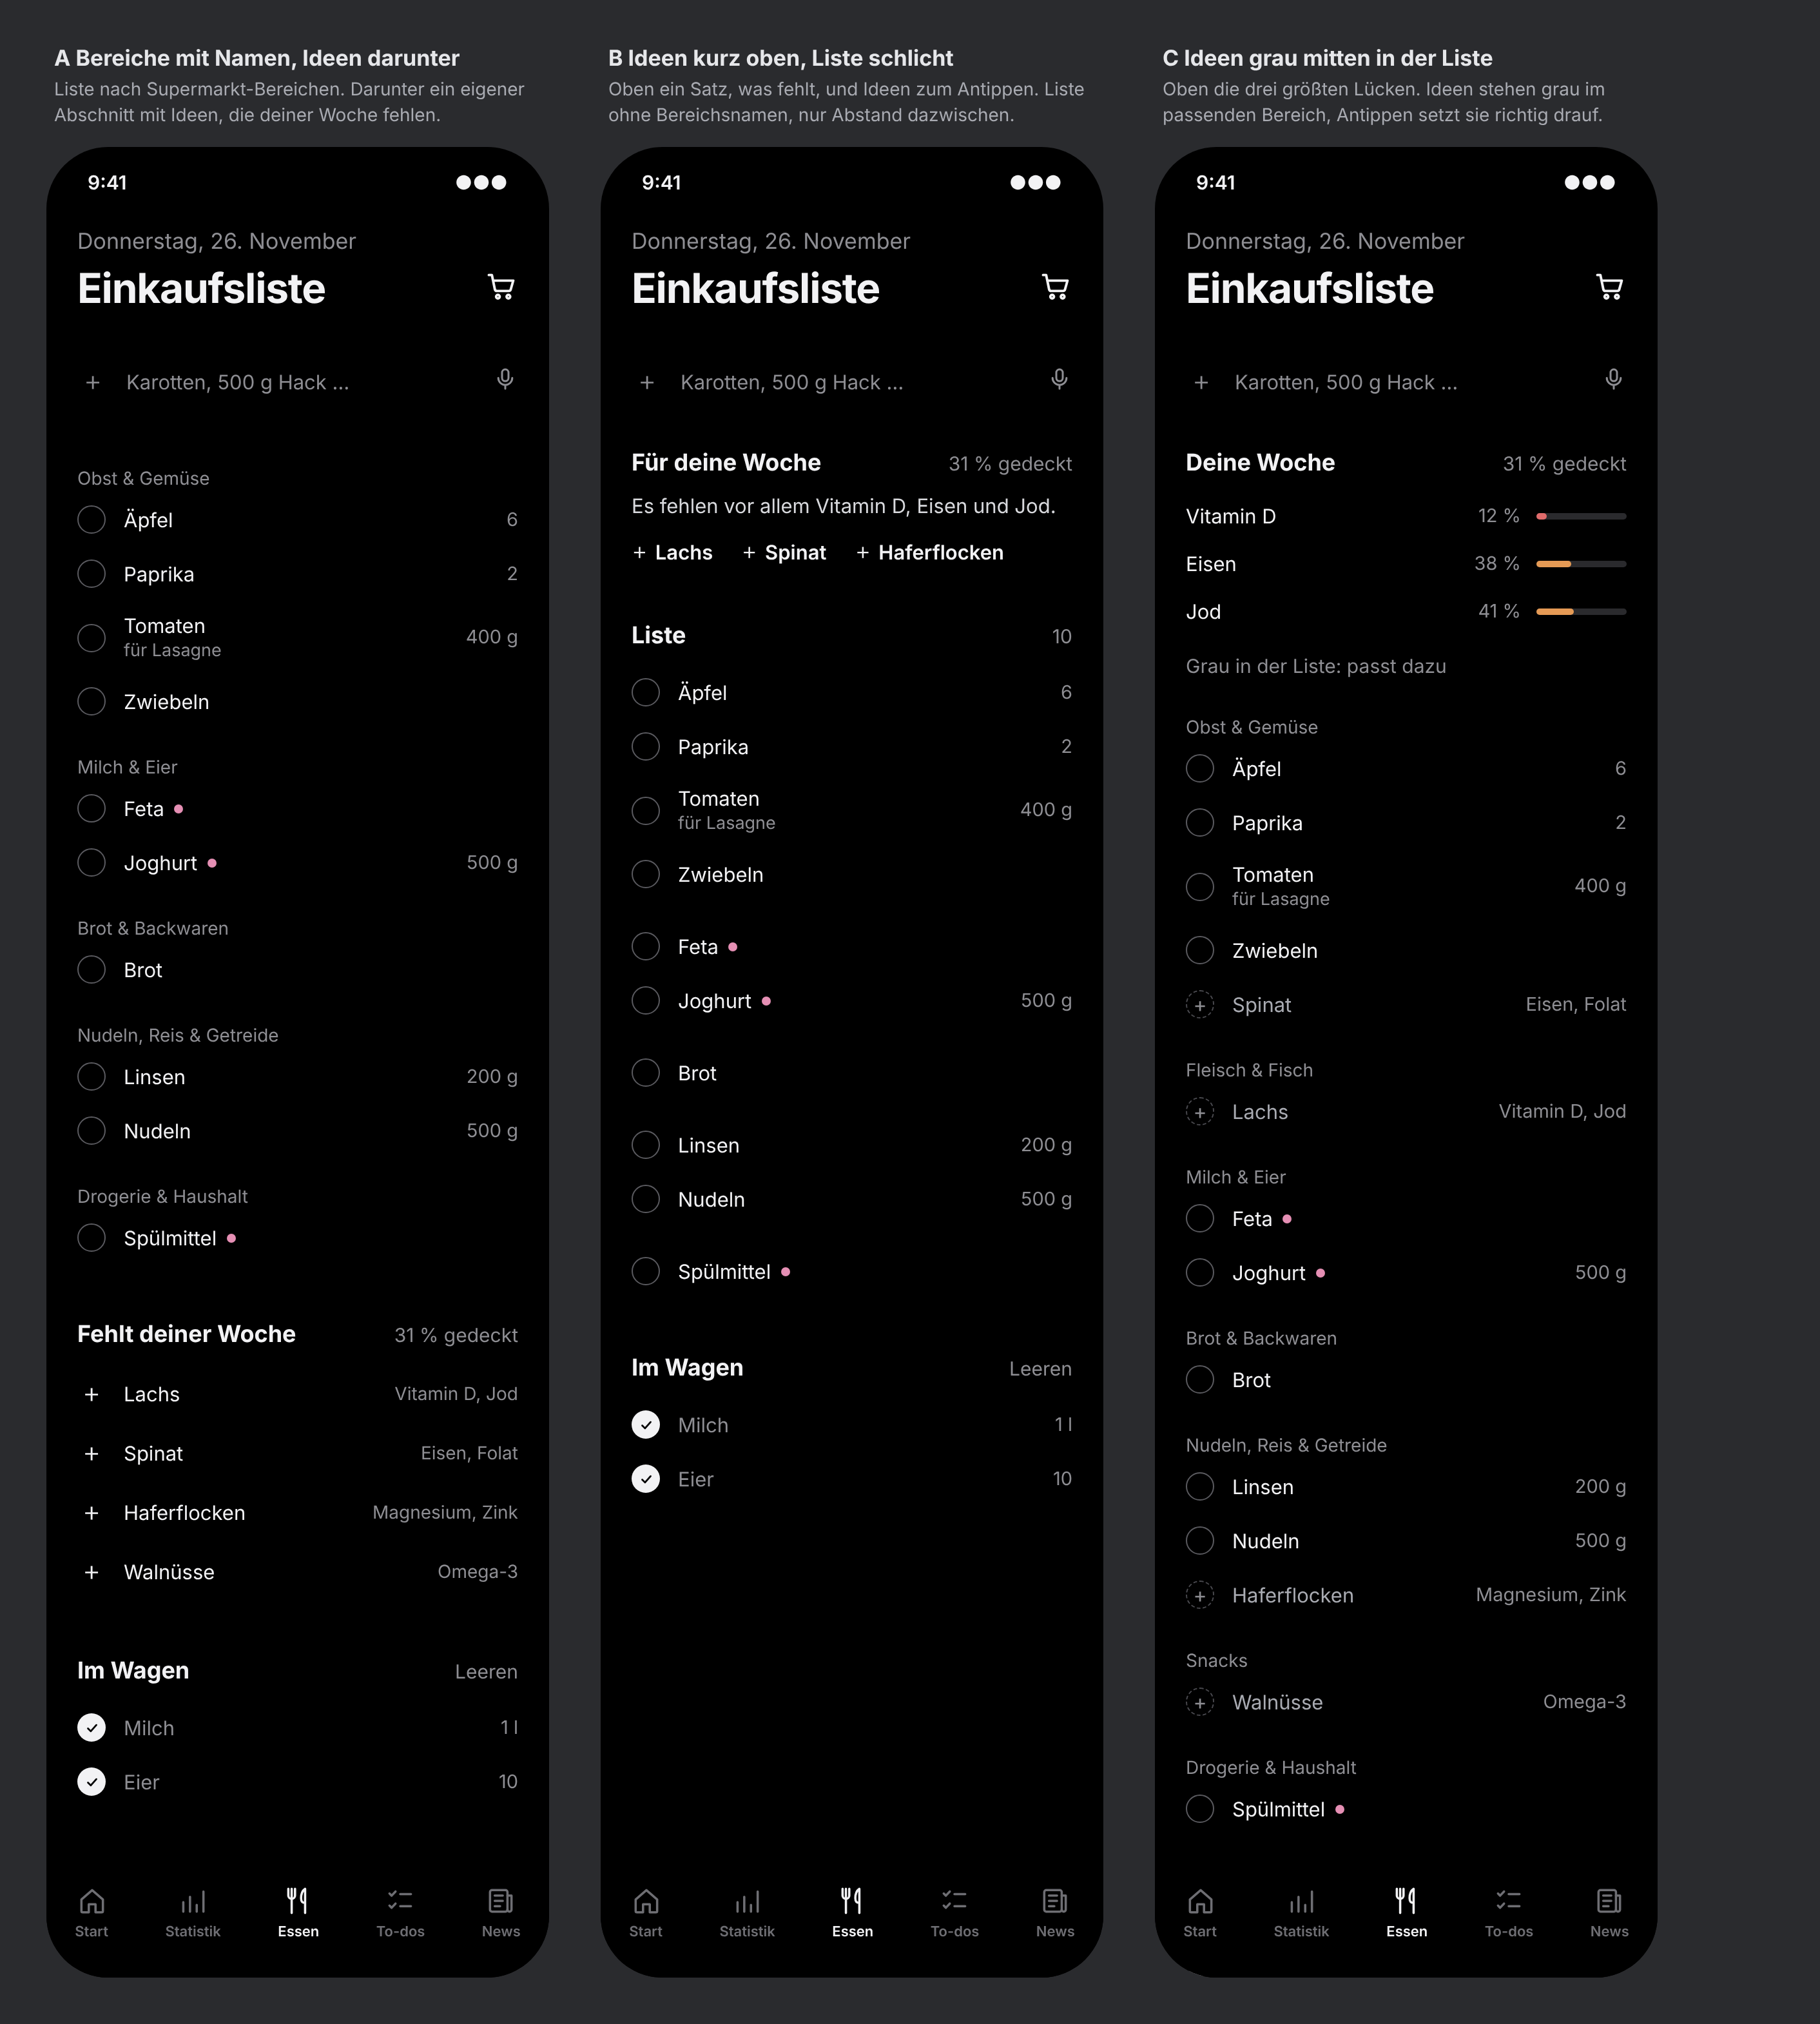 A Bereiche mit Namen, Ideen darunter
Liste nach Supermarkt-Bereichen. Darunter ein eigener
Abschnitt mit Ideen, die deiner Woche fehlen.
9:41
Donnerstag, 26. November
Einkaufsliste
+ Karotten, 500 g Hack ...
Obst & Gemüse
Äpfel 6
Paprika 2
Tomaten 400 g
für Lasagne
Zwiebeln
Milch & Eier
Feta
Joghurt 500 g
Brot & Backwaren
Brot
Nudeln, Reis & Getreide
Linsen 200 g
Nudeln 500 g
Drogerie & Haushalt
Spülmittel
Fehlt deiner Woche 31 % gedeckt
+ Lachs Vitamin D, Jod
+ Spinat Eisen, Folat
+ Haferflocken Magnesium, Zink
+ Walnüsse Omega-3
Im Wagen Leeren
Milch 1 l
Eier 10
Start Statistik Essen To-dos News
B Ideen kurz oben, Liste schlicht
Oben ein Satz, was fehlt, und Ideen zum Antippen. Liste
ohne Bereichsnamen, nur Abstand dazwischen.
9:41
Donnerstag, 26. November
Einkaufsliste
+ Karotten, 500 g Hack ...
Für deine Woche 31 % gedeckt
Es fehlen vor allem Vitamin D, Eisen und Jod.
+ Lachs + Spinat + Haferflocken
Liste 10
Äpfel 6
Paprika 2
Tomaten 400 g
für Lasagne
Zwiebeln
Feta
Joghurt 500 g
Brot
Linsen 200 g
Nudeln 500 g
Spülmittel
Im Wagen Leeren
Milch 1 l
Eier 10
Start Statistik Essen To-dos News
C Ideen grau mitten in der Liste
Oben die drei größten Lücken. Ideen stehen grau im
passenden Bereich, Antippen setzt sie richtig drauf.
9:41
Donnerstag, 26. November
Einkaufsliste
+ Karotten, 500 g Hack ...
Deine Woche 31 % gedeckt
Vitamin D 12 %
Eisen 38 %
Jod 41 %
Grau in der Liste: passt dazu
Obst & Gemüse
Äpfel 6
Paprika 2
Tomaten 400 g
für Lasagne
Zwiebeln
+ Spinat Eisen, Folat
Fleisch & Fisch
+ Lachs Vitamin D, Jod
Milch & Eier
Feta
Joghurt 500 g
Brot & Backwaren
Brot
Nudeln, Reis & Getreide
Linsen 200 g
Nudeln 500 g
+ Haferflocken Magnesium, Zink
Snacks
+ Walnüsse Omega-3
Drogerie & Haushalt
Spülmittel
Start Statistik Essen To-dos News